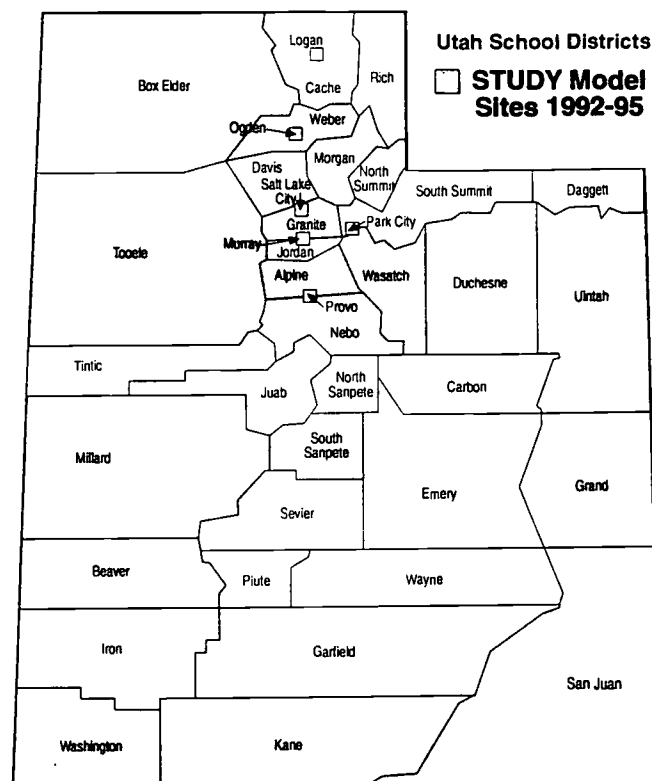 Utah School Districts
STUDY Model
Sites 1992-95
Logan
Cache
Rich
Box Elder
Weber
Ogden
Morgan
Davis
North
Summit
South Summit
Daggett
Salt Lake
City
Granite
Park City
Murray
Jordan
Tooele
Alpine
Wasatch
Duchesne
Uintah
Provo
Nebo
Tintic
Juab
North
Sanpete
Carbon
South
Sanpete
Millard
Emery
Grand
Sevier
Beaver
Piute
Wayne
Iron
Garfield
San Juan
Washington
Kane